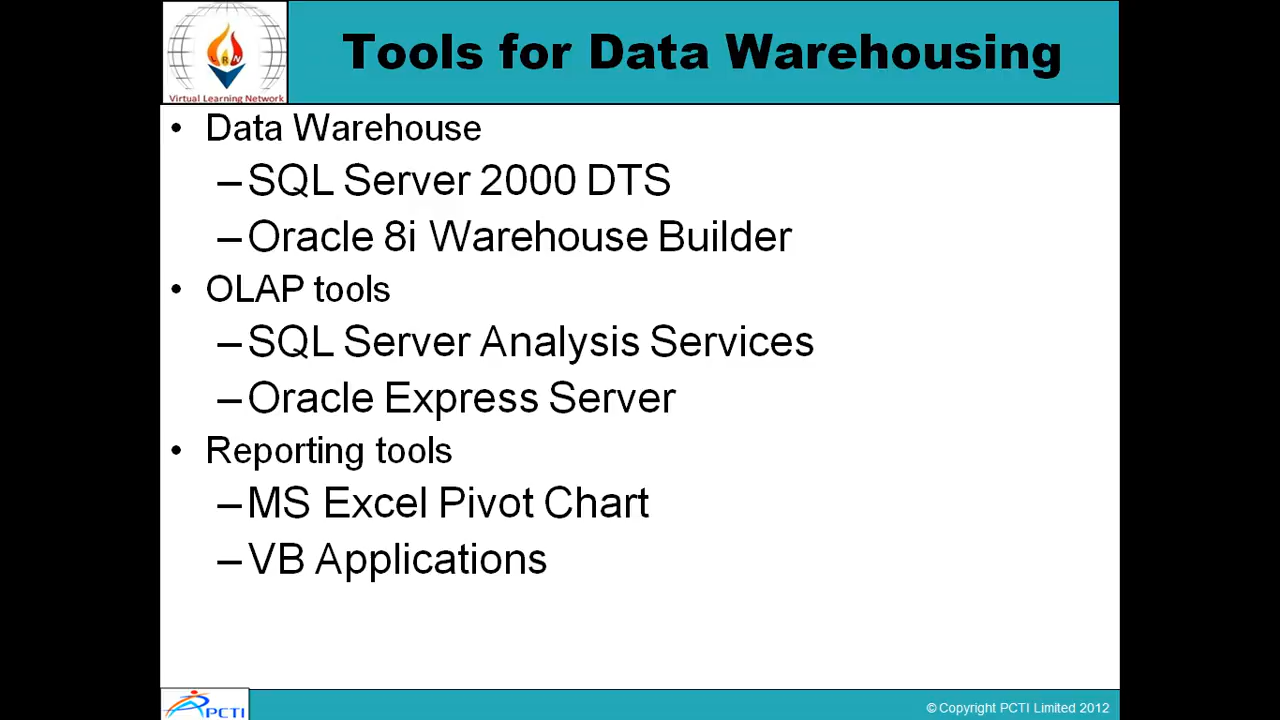 LRN
Virtual Learning Network
Tools for Data Warehousing
• Data Warehouse
–SQL Server 2000 DTS
–Oracle 8i Warehouse Builder
• OLAP tools
–SQL Server Analysis Services
–Oracle Express Server
• Reporting tools
–MS Excel Pivot Chart
–VB Applications
PCTI
© Copyright PCTI Limited 2012